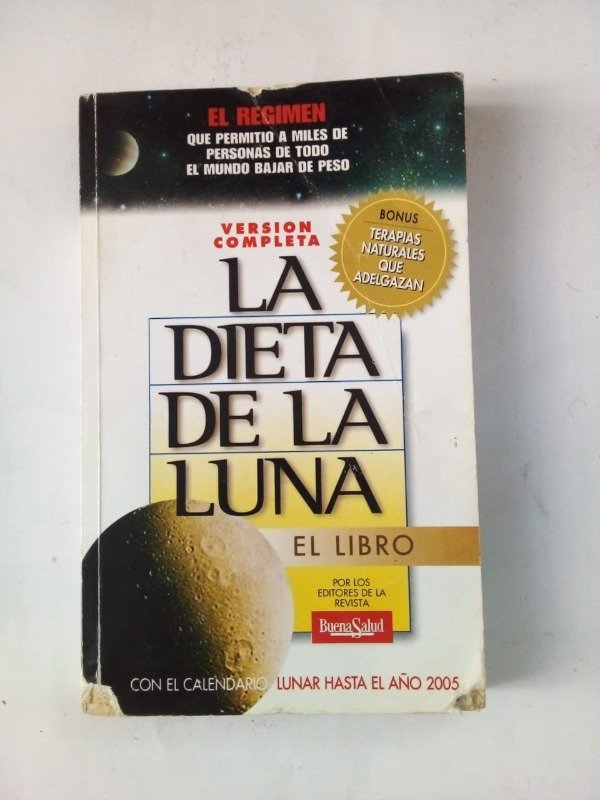 EL REGIMEN
QUE PERMITIO A MILES DE
PERSONAS DE TODO
EL MUNDO BAJAR DE PESO
VERSION
COMPLETA
BONUS
TERAPIAS
NATURALES
QUE
ADELGAZAN
LA
DIETA
DE LA
LUNA
EL LIBRO
POR LOS
EDITORES DE LA
REVISTA
BuenaSalud
CON EL CALENDARIO LUNAR HASTA EL AÑO 2005